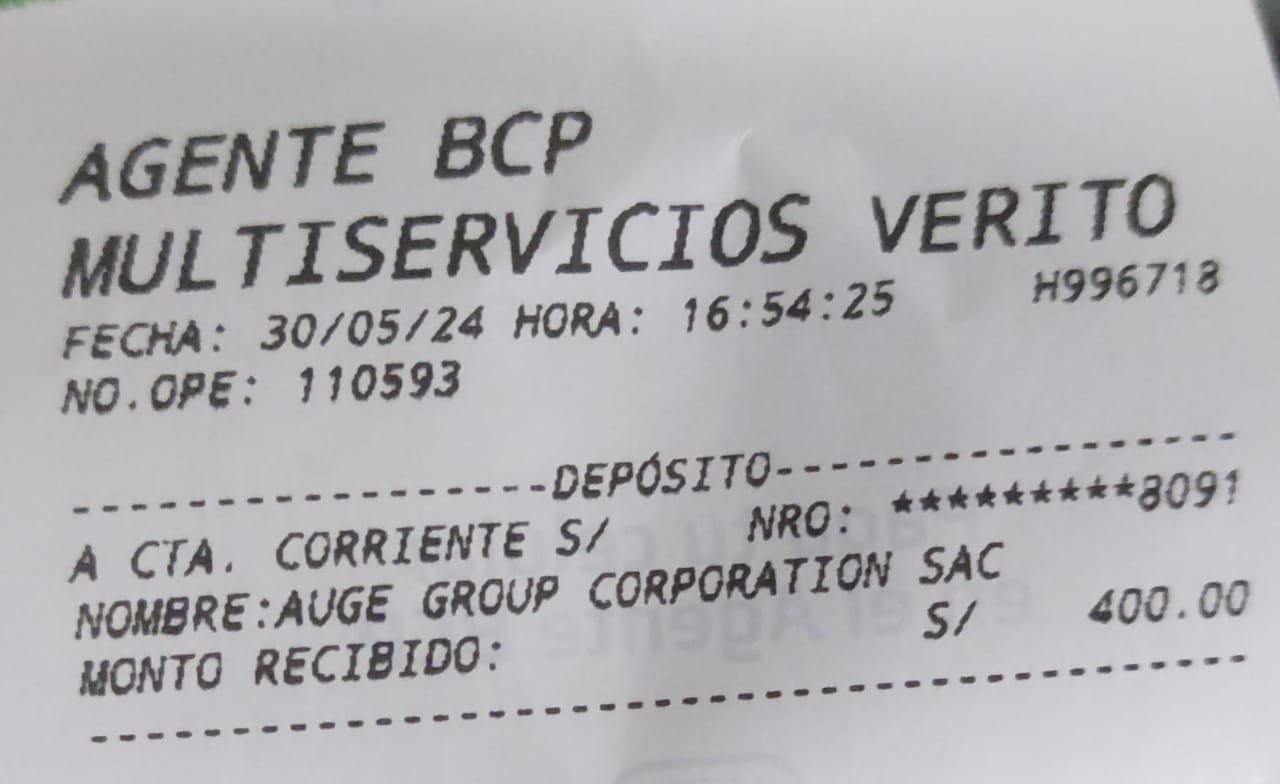 AGENTE BCP
MULTISERVICIOS VERITO
FECHA: 30/05/24 HORA: 16:54:25 H996718
NO.OPE: 110593
-----------------DEPÓSITO-----------------
A CTA. CORRIENTE S/ NRO: *********8091
NOMBRE:AUGE GROUP CORPORATION SAC
MONTO RECIBIDO: S/ 400.00
------------------------------------------